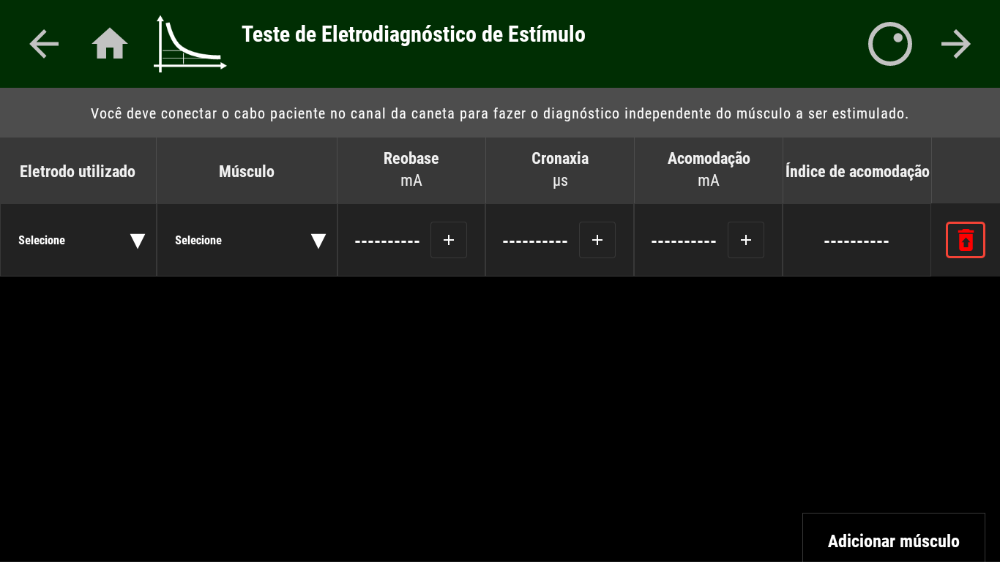 Teste de Eletrodiagnóstico de Estímulo
Você deve conectar o cabo paciente no canal da caneta para fazer o diagnóstico independente do músculo a ser estimulado.
Eletrodo utilizado
Músculo
Reobase
mA
Cronaxia
µs
Acomodação
mA
Índice de acomodação
Selecione ▼
Selecione ▼
---------- +
---------- +
---------- +
----------
Adicionar músculo